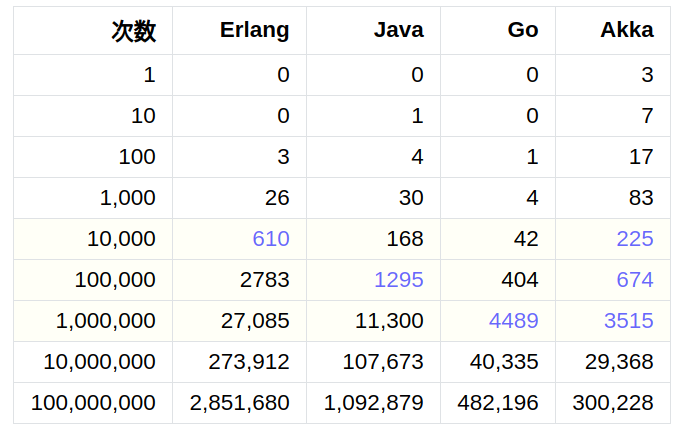 次数 Erlang Java Go Akka
1 0 0 0 3
10 0 1 0 7
100 3 4 1 17
1,000 26 30 4 83
10,000 610 168 42 225
100,000 2783 1295 404 674
1,000,000 27,085 11,300 4489 3515
10,000,000 273,912 107,673 40,335 29,368
100,000,000 2,851,680 1,092,879 482,196 300,228